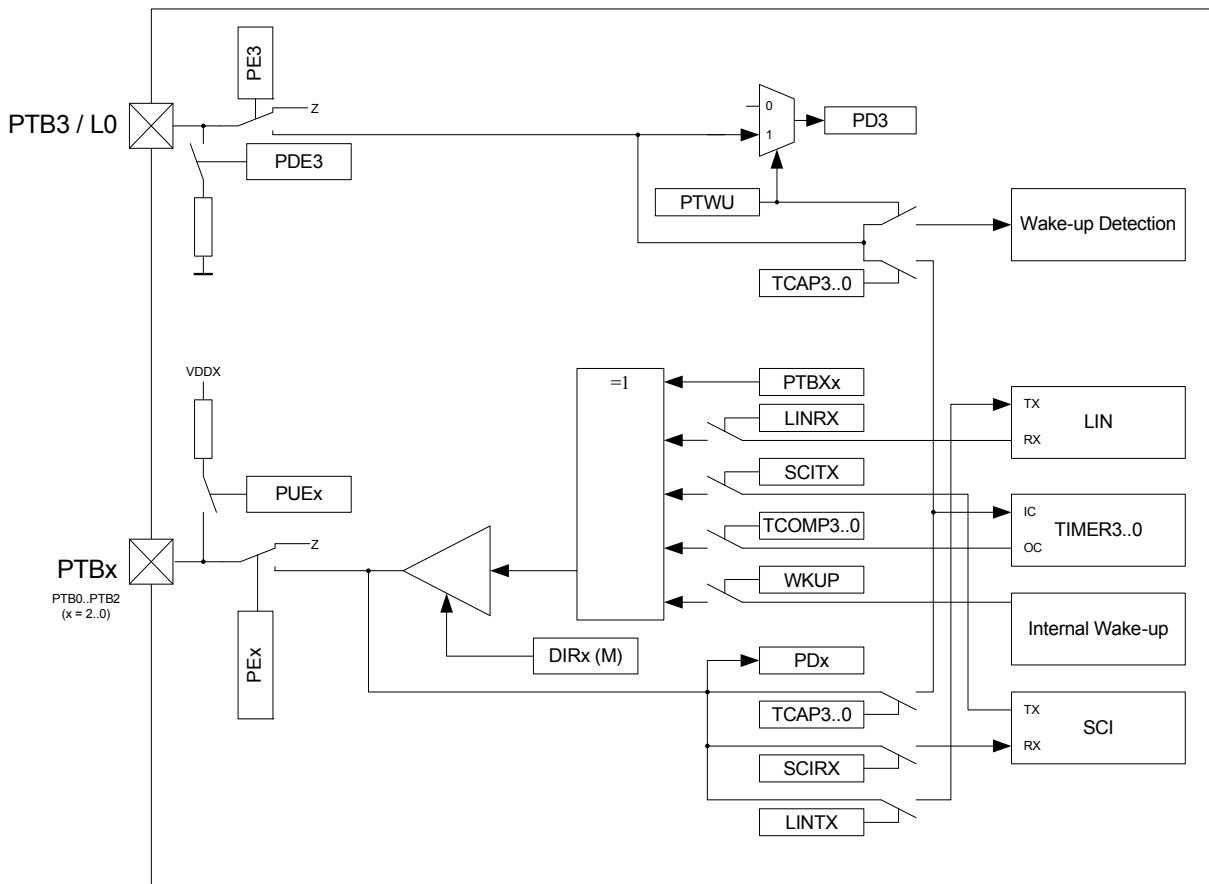 PE3
Z
PTB3 / L0
0
1
PD3
PDE3
PTWU
Wake-up Detection
TCAP3..0
VDDX
=1
PTBXx
LINRX
TX
RX
LIN
SCITX
PUEx
TCOMP3..0
IC
OC
TIMER3..0
Z
PTBx
PTB0..PTB2
(x = 2..0)
WKUP
Internal Wake-up
DIRx (M)
PEx
PDx
TCAP3..0
TX
RX
SCI
SCIRX
LINTX